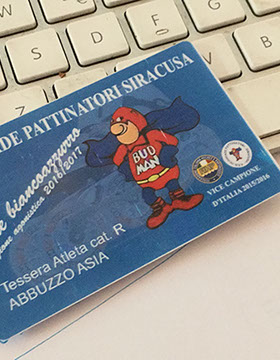 DE PATTINATORI SIRACUSA
e biancoazzurro
one agonistica 2016/2017
BUD
MAN
VICE CAMPIONE
D'ITALIA 2015/2016
Tessera Atleta cat. R
ABBUZZO ASIA